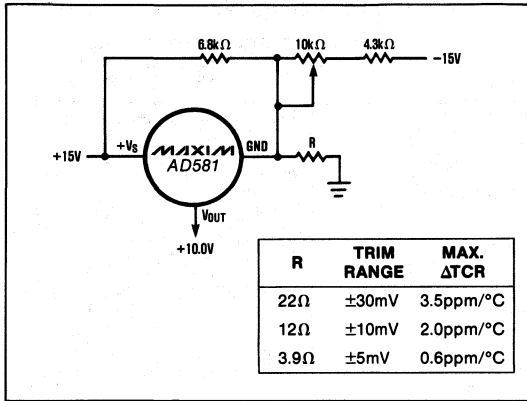 6.8kΩ 10kΩ 4.3kΩ
−15V
+15V +VS MAXIM GND R
AD581
VOUT
+10.0V
R TRIM RANGE MAX. ΔTCR
22Ω ±30mV 3.5ppm/°C
12Ω ±10mV 2.0ppm/°C
3.9Ω ±5mV 0.6ppm/°C